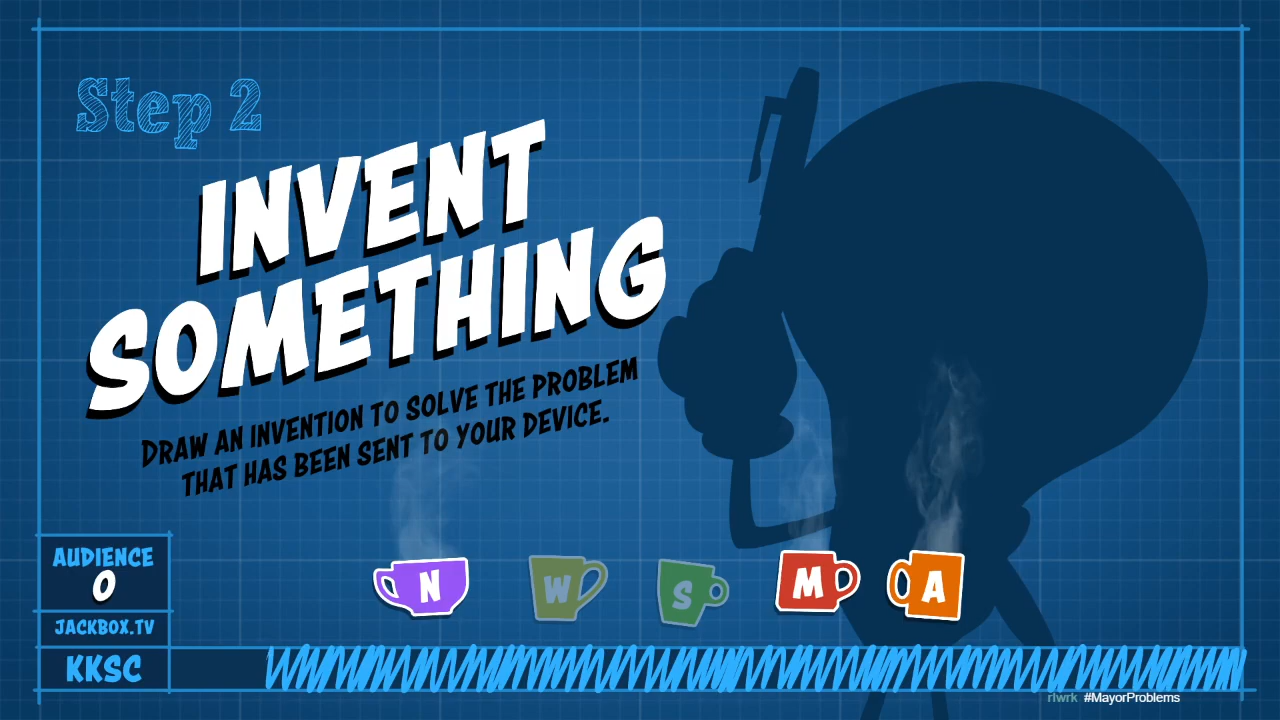 Step 2
INVENT
SOMETHING
DRAW AN INVENTION TO SOLVE THE PROBLEM
THAT HAS BEEN SENT TO YOUR DEVICE.
AUDIENCE
0
JACKBOX.TV
KKSC
N W S M A
rlwrk #MayorProblems